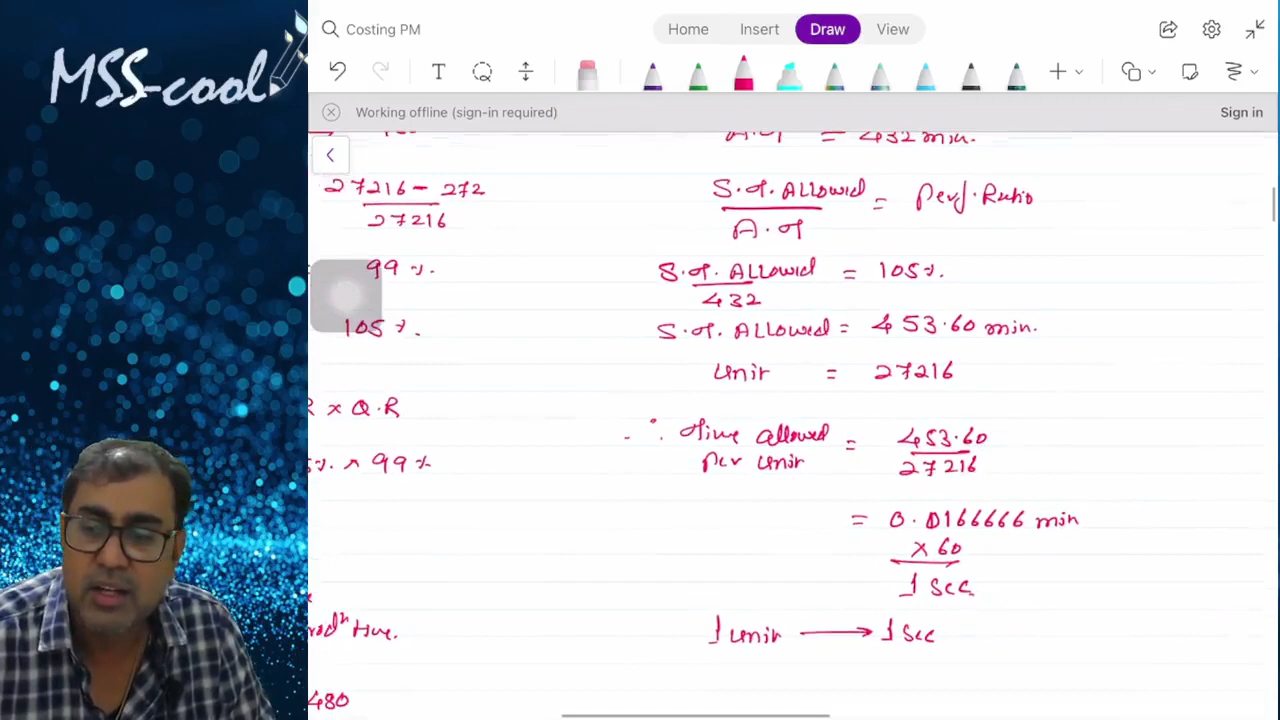 MSS-cool
Costing PM
Home Insert Draw View
Working offline (sign-in required)
Sign in
= 432 min.
27216 - 272
27216
99 %.
105 %.
R × Q.R
%. × 99 %
480
S.T. Allowed = Perf. Ratio
A.T
S.T. Allowed = 105 %.
432
S.T. Allowed = 453.60 min.
Unit = 27216
∴ Time allowed = 453.60
per unit 27216
= 0.0166666 min
× 60
1 Sec
1 unit → 1 Sec